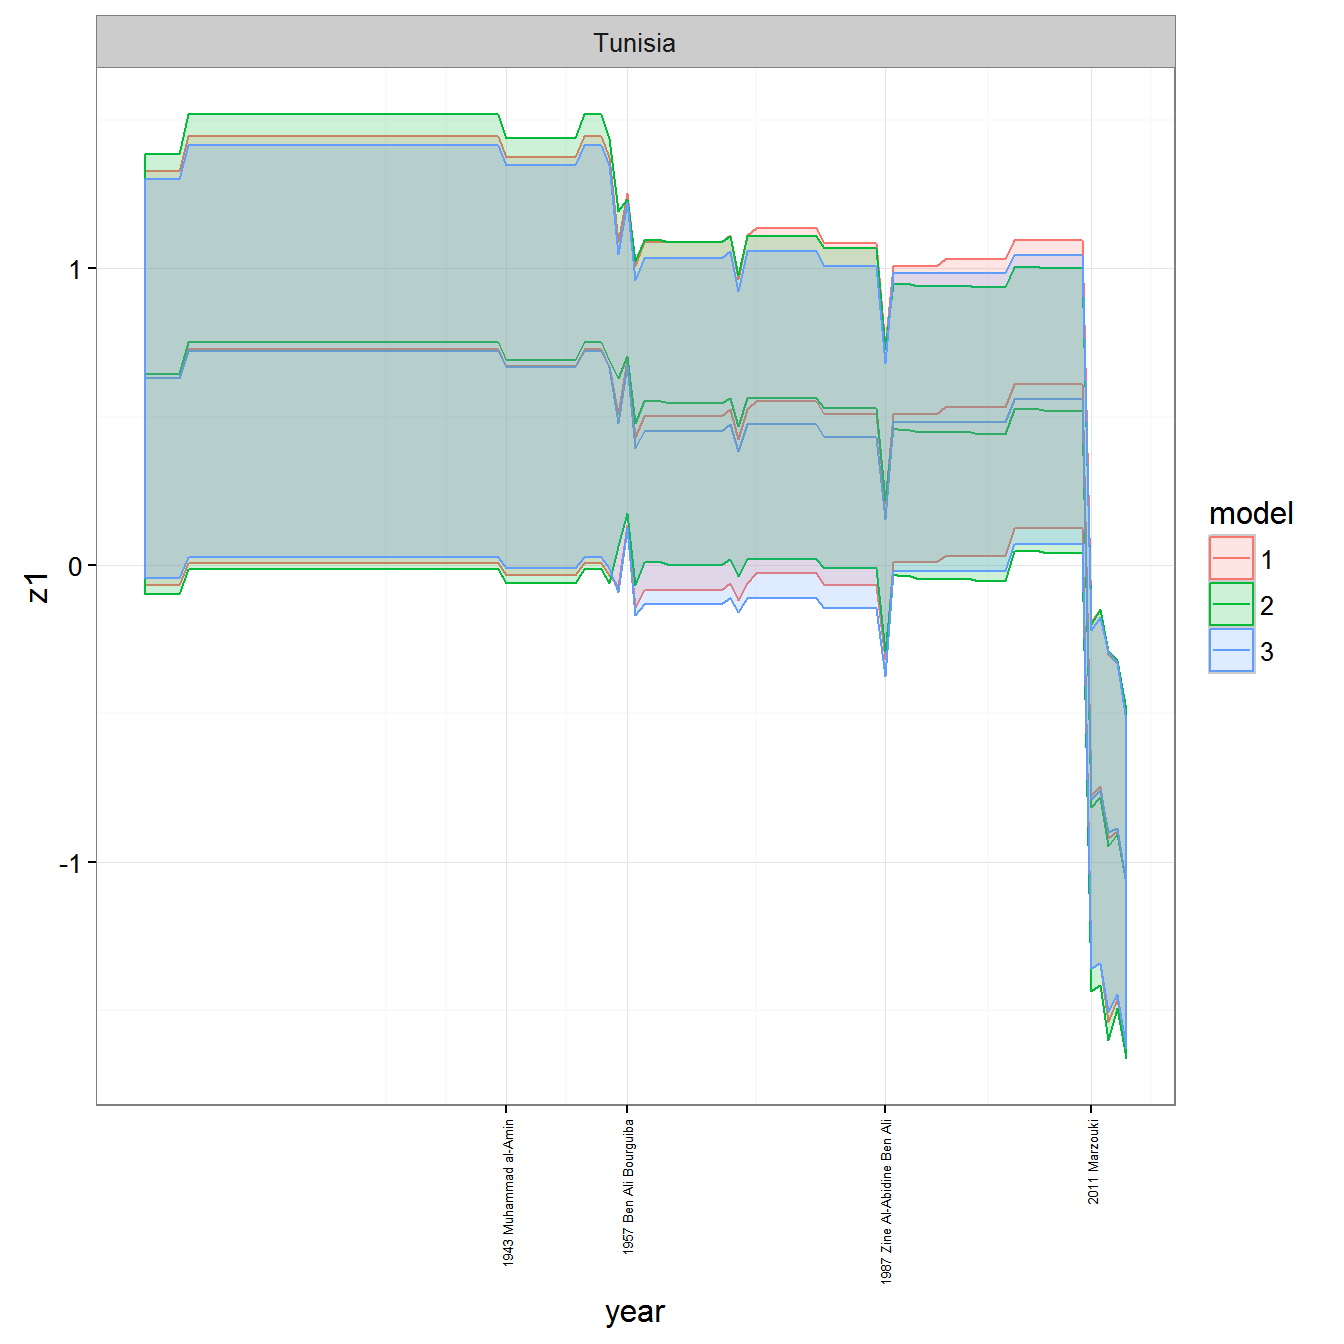 Tunisia
z1
1
0
-1
1943 Muhammad al-Amin
1957 Ben Ali Bourguiba
1987 Zine Al-Abidine Ben Ali
2011 Marzouki
year
model
1
2
3